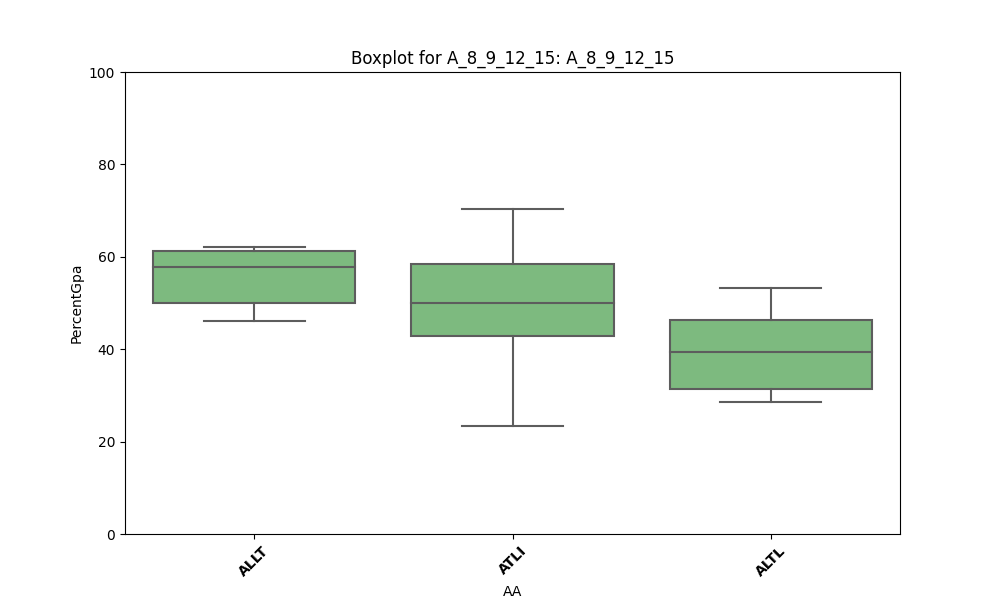 Boxplot for A_8_9_12_15: A_8_9_12_15
100
80
60
40
20
0
PercentGpa
ALLT
ATLI
ALTL
AA